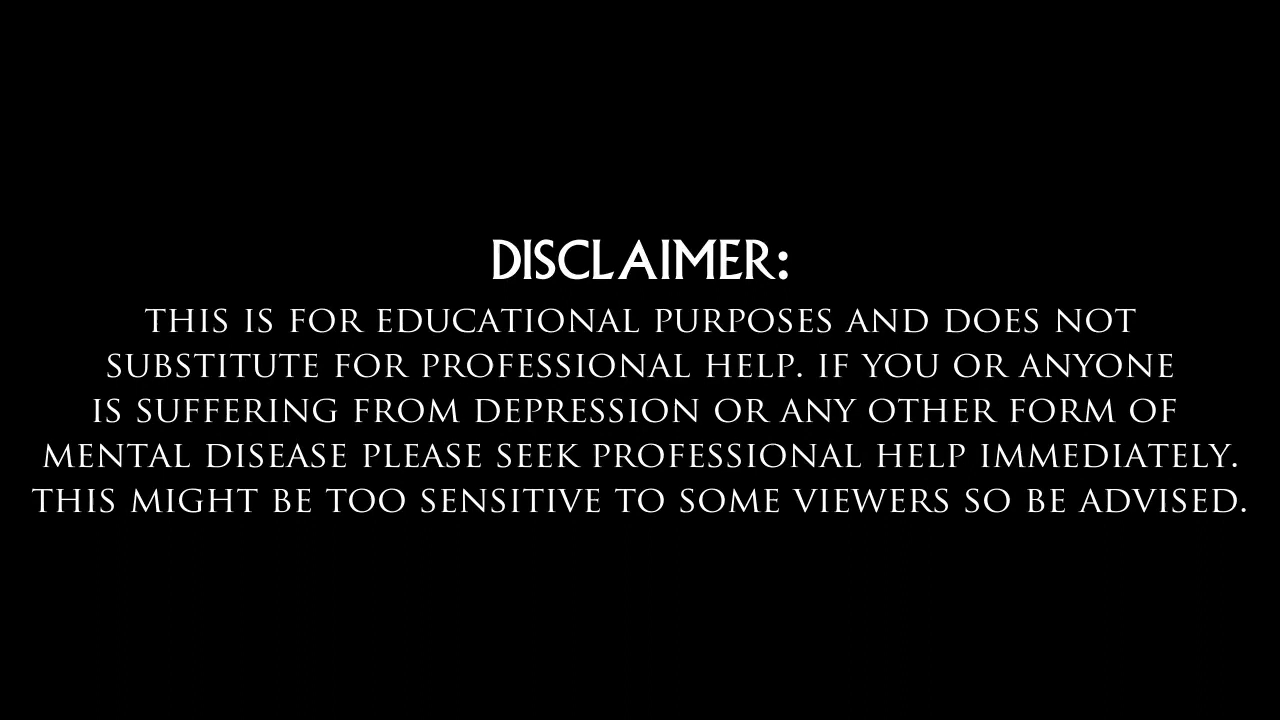 DISCLAIMER:
THIS IS FOR EDUCATIONAL PURPOSES AND DOES NOT
SUBSTITUTE FOR PROFESSIONAL HELP. IF YOU OR ANYONE
IS SUFFERING FROM DEPRESSION OR ANY OTHER FORM OF
MENTAL DISEASE PLEASE SEEK PROFESSIONAL HELP IMMEDIATELY.
THIS MIGHT BE TOO SENSITIVE TO SOME VIEWERS SO BE ADVISED.